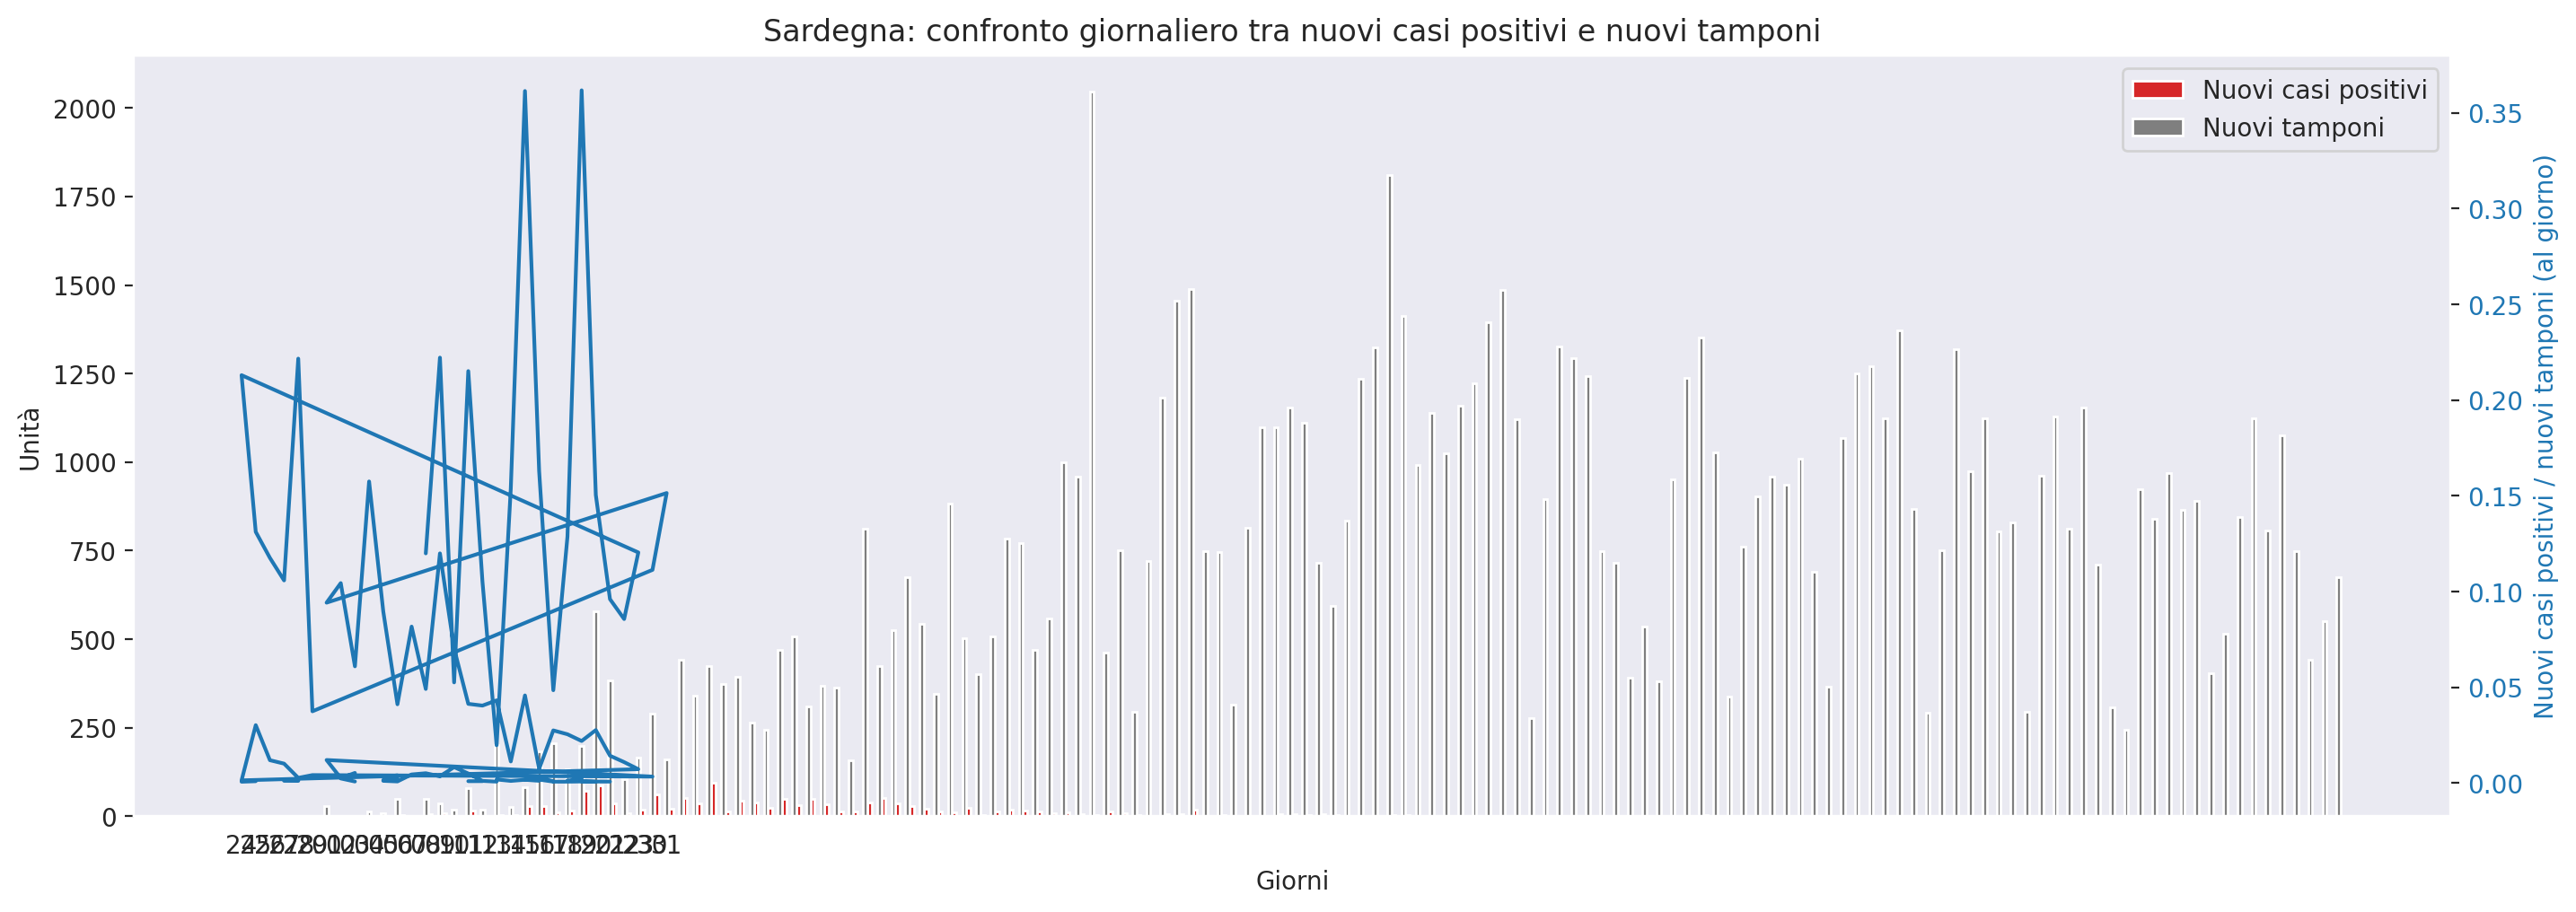 Sardegna: confronto giornaliero tra nuovi casi positivi e nuovi tamponi
Nuovi casi positivi
Nuovi tamponi
2000
1750
1500
1250
1000
750
500
250
0
Unità
0.35
0.30
0.25
0.20
0.15
0.10
0.05
0.00
Nuovi casi positivi / nuovi tamponi (al giorno)
Giorni